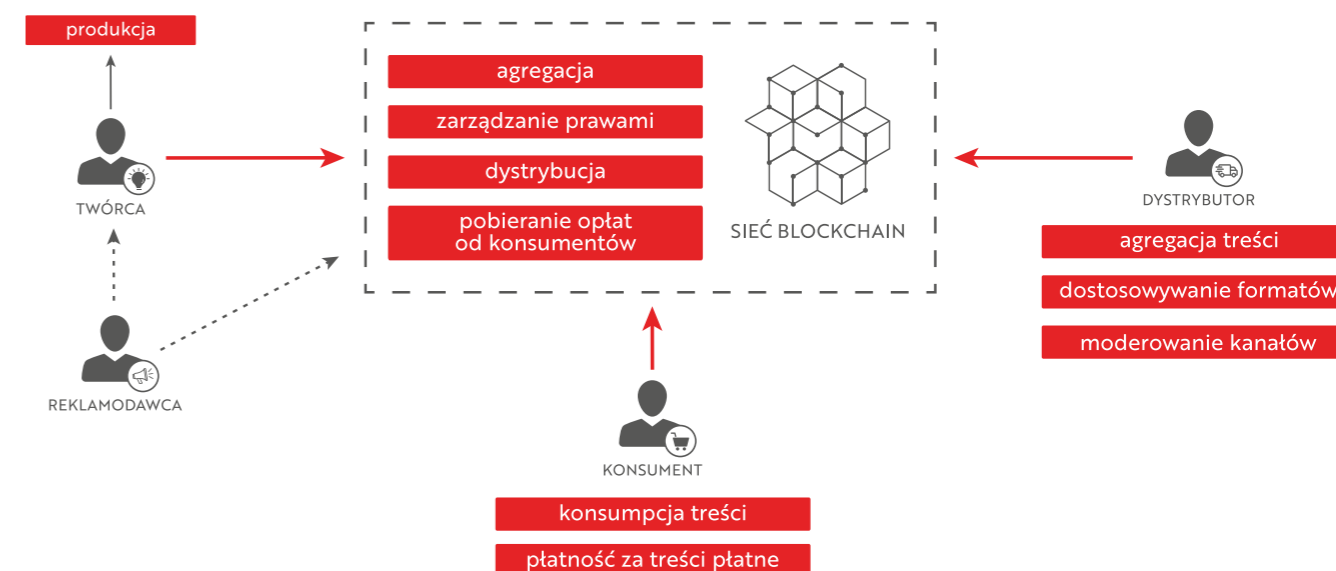 produkcja
TWÓRCA
REKLAMODAWCA
agregacja
zarządzanie prawami
dystrybucja
pobieranie opłat
od konsumentów
SIEĆ BLOCKCHAIN
DYSTRYBUTOR
agregacja treści
dostosowywanie formatów
moderowanie kanałów
KONSUMENT
konsumpcja treści
płatność za treści płatne